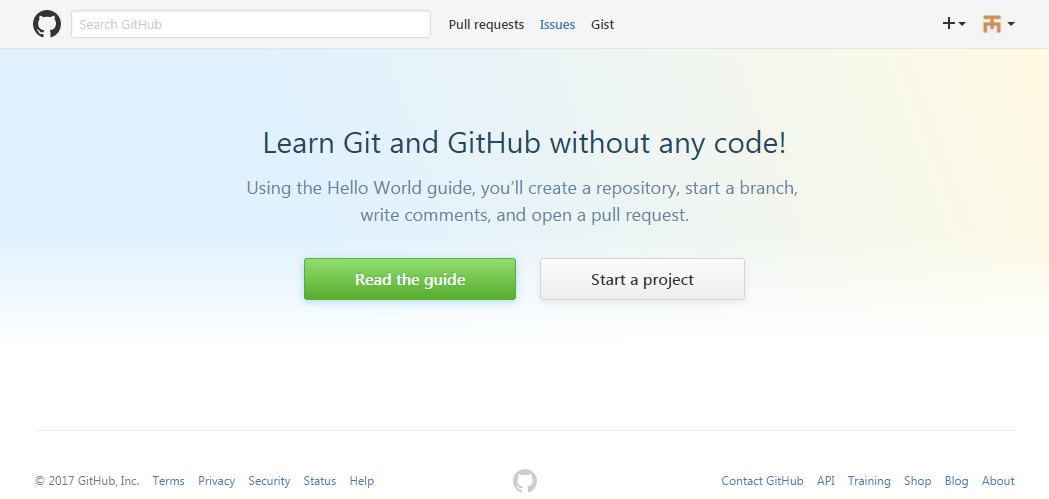 Search GitHub Pull requests Issues Gist
Learn Git and GitHub without any code!
Using the Hello World guide, you’ll create a repository, start a branch,
write comments, and open a pull request.
Read the guide Start a project
© 2017 GitHub, Inc. Terms Privacy Security Status Help Contact GitHub API Training Shop Blog About